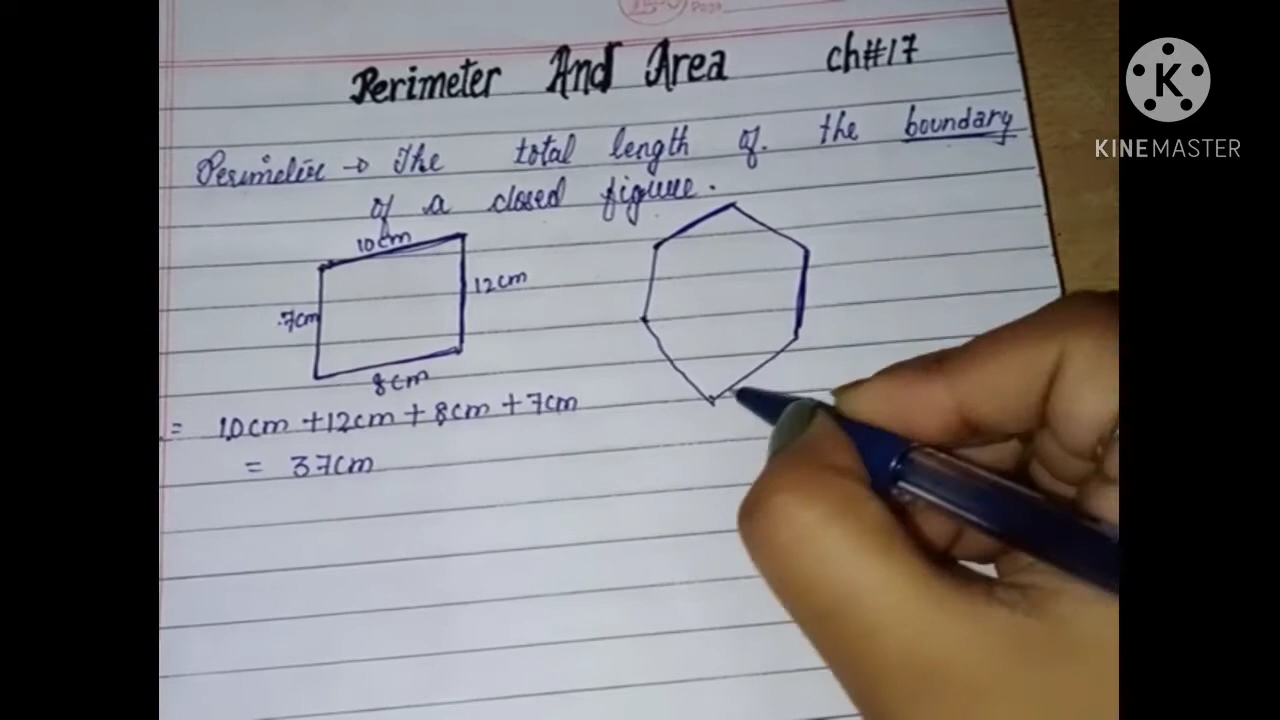 Page
Perimeter And Area ch#17
Perimeter → The total length of the boundary
of a closed figure.
10cm
12cm
7cm
8cm
= 10cm + 12cm + 8cm + 7cm
= 37cm
K
KINEMASTER